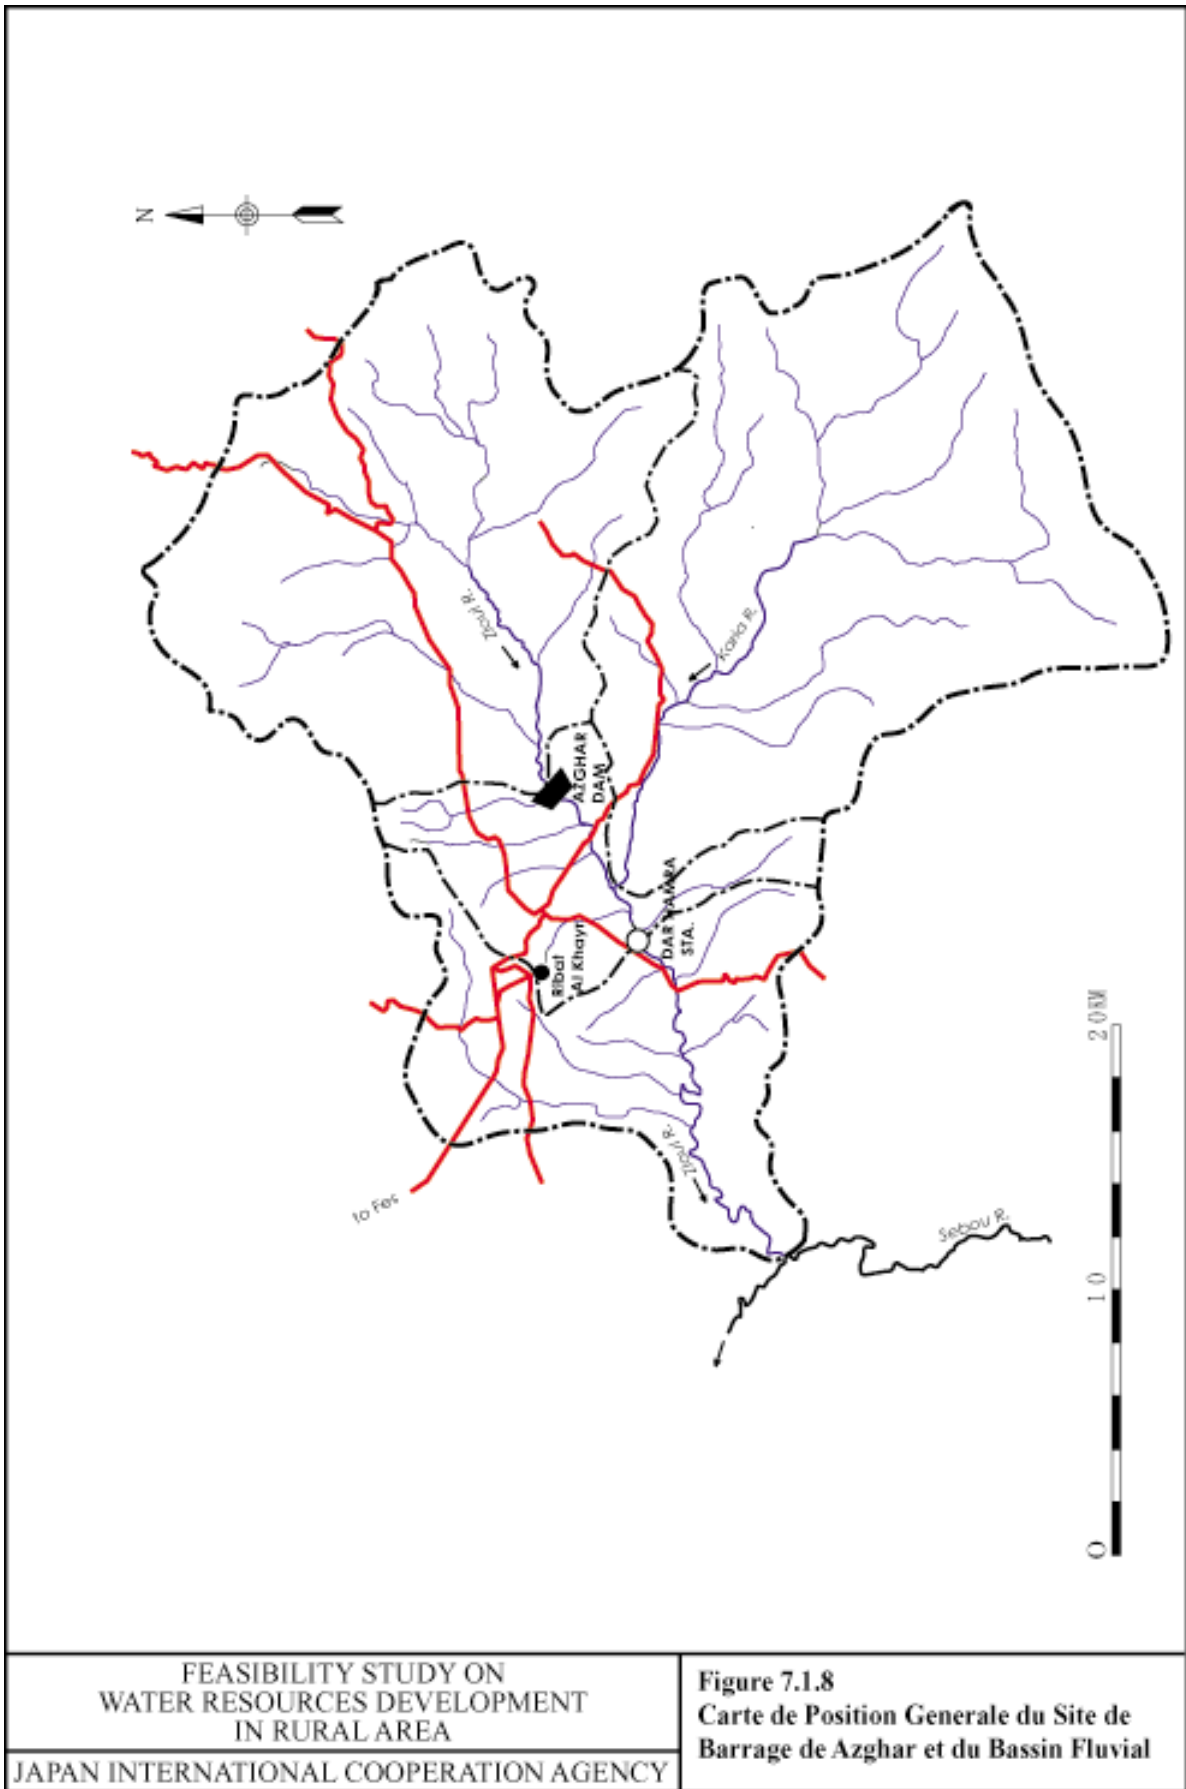 N
Zloul R.
Karia R.
AZGHAR
DAM
DAR HAMRA
STA.
Ribat
Al Khayr
to Fes
Zloul R.
Sebou R.
0
10
20KM
FEASIBILITY STUDY ON
WATER RESOURCES DEVELOPMENT
IN RURAL AREA
JAPAN INTERNATIONAL COOPERATION AGENCY
Figure 7.1.8
Carte de Position Generale du Site de
Barrage de Azghar et du Bassin Fluvial